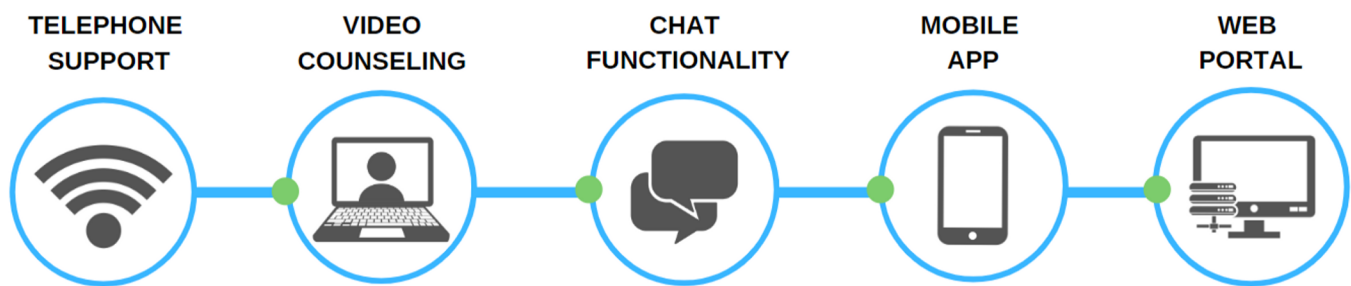 TELEPHONE
SUPPORT
VIDEO
COUNSELING
CHAT
FUNCTIONALITY
MOBILE
APP
WEB
PORTAL